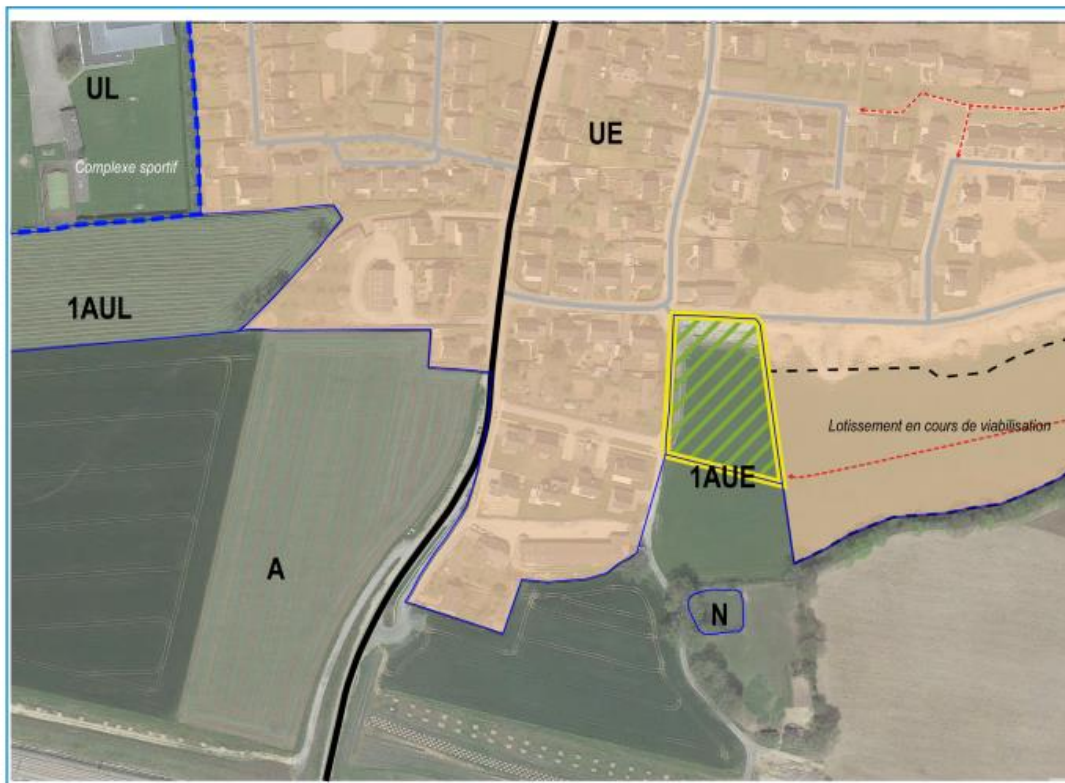 UL
Complexe sportif
UE
1AUL
Lotissement en cours de viabilisation
1AUE
A
N